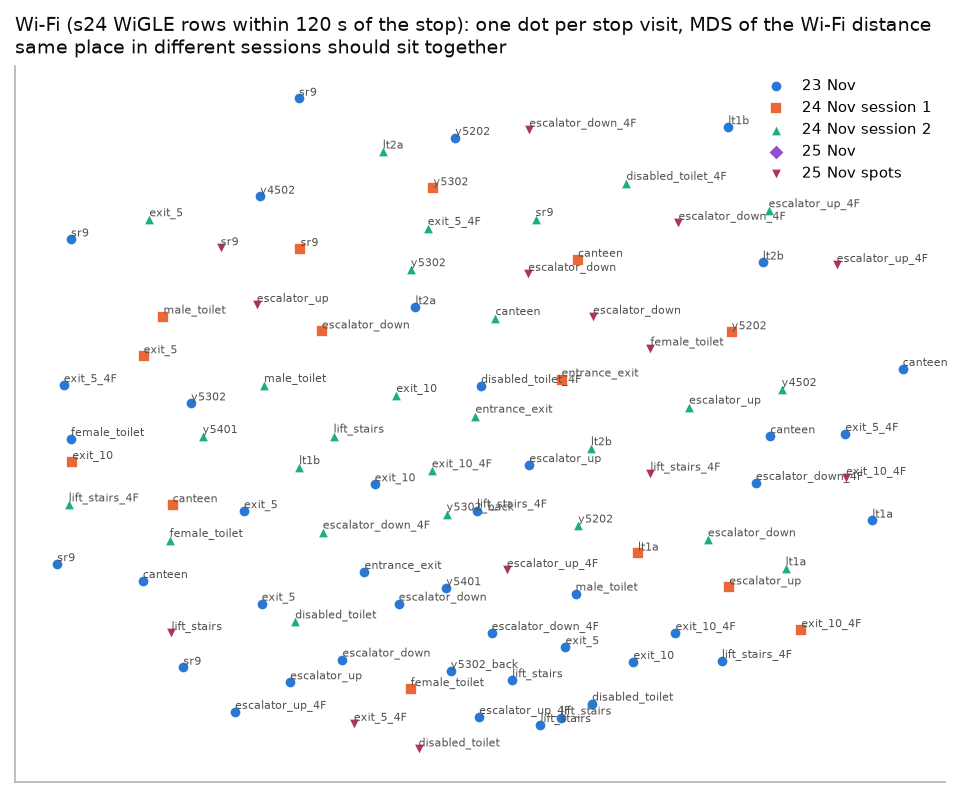 Wi-Fi (s24 WiGLE rows within 120 s of the stop): one dot per stop visit, MDS of the Wi-Fi distance
same place in different sessions should sit together
23 Nov
24 Nov session 1
24 Nov session 2
25 Nov
25 Nov spots
sr9
escalator_down_4F
lt1b
y5202
lt2a
disabled_toilet_4F
y5302
y4502
escalator_up_4F
exit_5
sr9
escalator_down_4F
exit_5_4F
sr9
sr9
sr9
canteen
lt2b
escalator_up_4F
y5302
escalator_down
escalator_up
lt2a
male_toilet
canteen
escalator_down
escalator_down
y5202
female_toilet
exit_5
canteen
entrance_exit
exit_5_4F
male_toilet
disabled_toilet_4F
y4502
exit_10
y5302
escalator_up
entrance_exit
female_toilet
y5401
lift_stairs
canteen
exit_5_4F
lt2b
exit_10
lt1b
exit_10_4F
escalator_up
lift_stairs_4F
exit_10_4F
exit_10
escalator_down_4F
lift_stairs_4F
canteen
exit_5
lift_stairs_4F
y5302_back
lt1a
female_toilet
escalator_down_4F
y5202
escalator_down
lt1a
sr9
entrance_exit
escalator_up_4F
lt1a
canteen
y5401
male_toilet
escalator_up
exit_5
escalator_down
disabled_toilet
lift_stairs
escalator_down_4F
exit_10_4F
exit_10_4F
exit_5
sr9
escalator_down
y5302_back
exit_10
lift_stairs_4F
escalator_up
female_toilet
lift_stairs
disabled_toilet
escalator_up_4F
escalator_up_4F
lift_stairs
lift_stairs
exit_5_4F
disabled_toilet